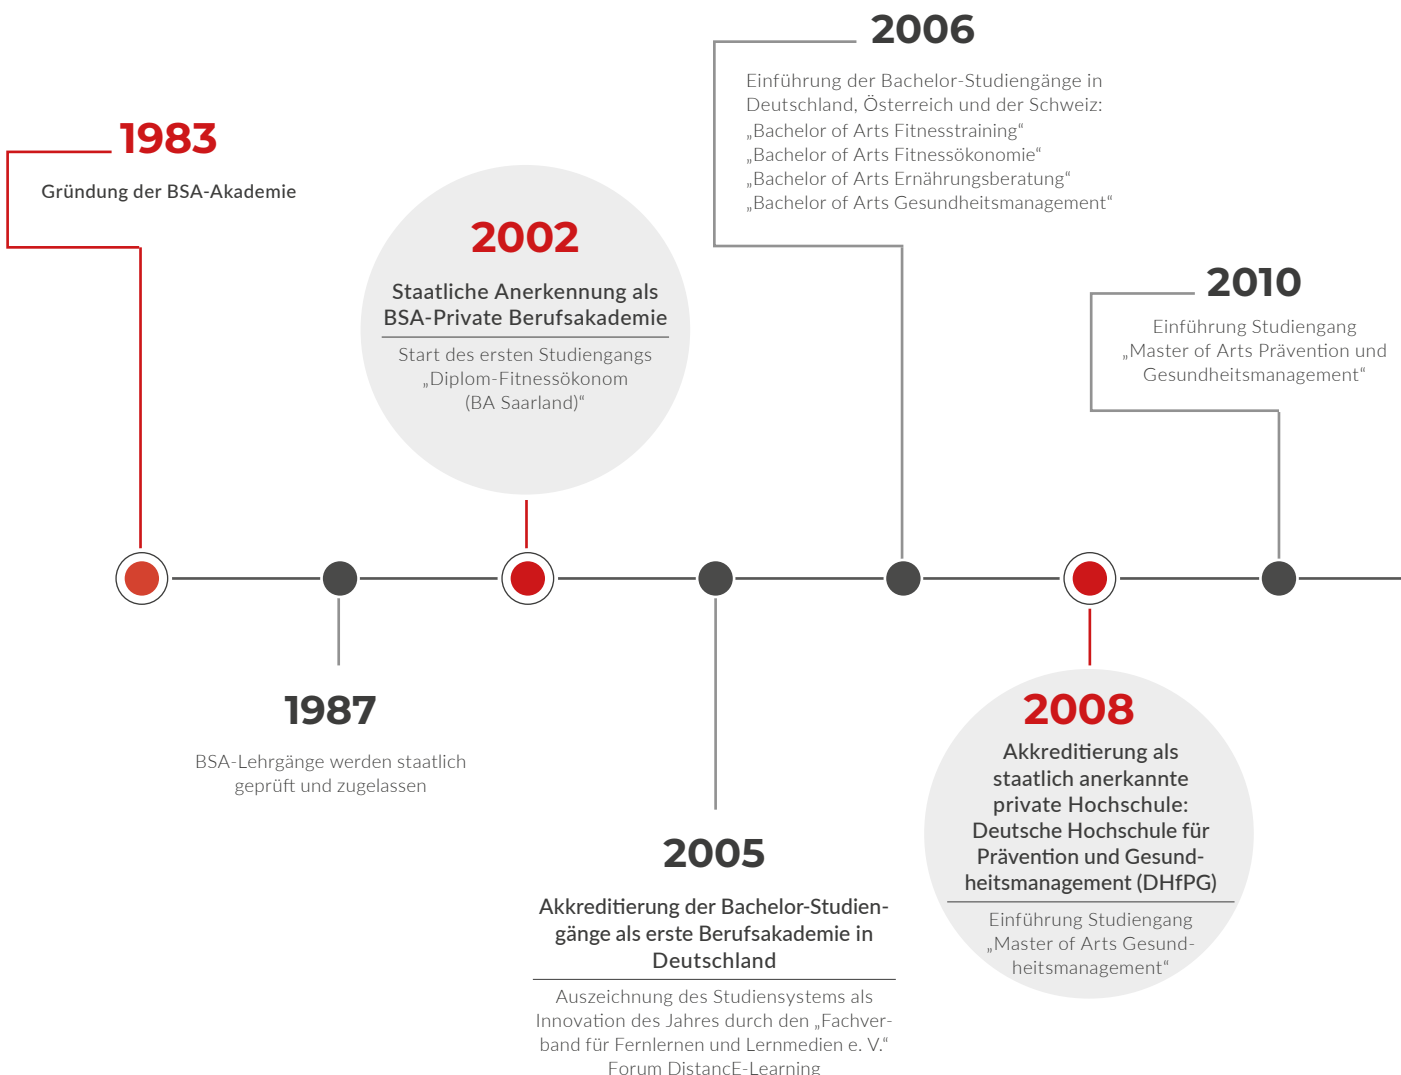 1983
Gründung der BSA-Akademie
1987
BSA-Lehrgänge werden staatlich
geprüft und zugelassen
2002
Staatliche Anerkennung als
BSA-Private Berufsakademie
Start des ersten Studiengangs
„Diplom-Fitnessökonom
(BA Saarland)“
2005
Akkreditierung der Bachelor-Studien-
gänge als erste Berufsakademie in
Deutschland
Auszeichnung des Studiensystems als
Innovation des Jahres durch den „Fachver-
band für Fernlernen und Lernmedien e. V.“
Forum DistancE-Learning
2006
Einführung der Bachelor-Studiengänge in
Deutschland, Österreich und der Schweiz:
„Bachelor of Arts Fitnesstraining“
„Bachelor of Arts Fitnessökonomie“
„Bachelor of Arts Ernährungsberatung“
„Bachelor of Arts Gesundheitsmanagement“
2008
Akkreditierung als
staatlich anerkannte
private Hochschule:
Deutsche Hochschule für
Prävention und Gesund-
heitsmanagement (DHfPG)
Einführung Studiengang
„Master of Arts Gesund-
heitsmanagement“
2010
Einführung Studiengang
„Master of Arts Prävention und
Gesundheitsmanagement“